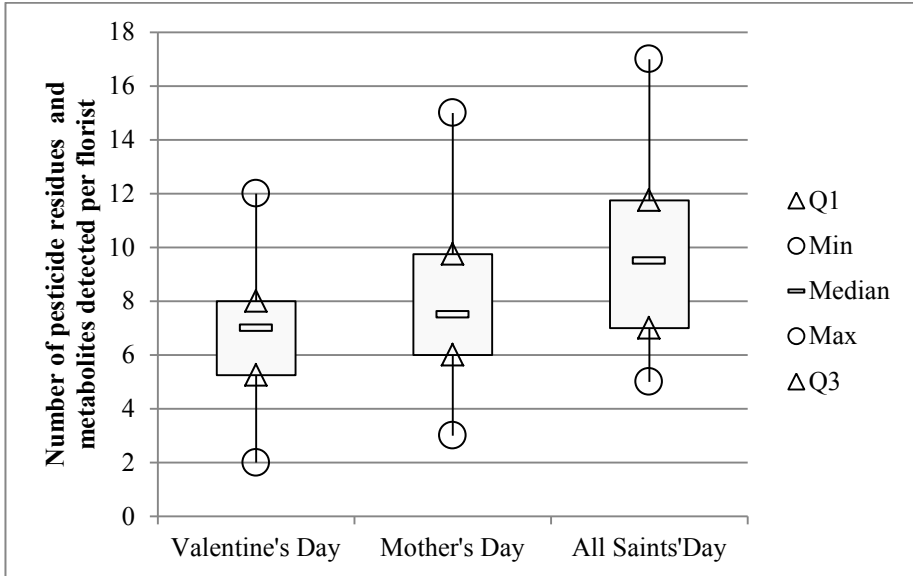 Number of pesticide residues and
metabolites detected per florist
18
16
14
12
10
8
6
4
2
0
Valentine's Day
Mother's Day
All Saints'Day
Q1
Min
Median
Max
Q3